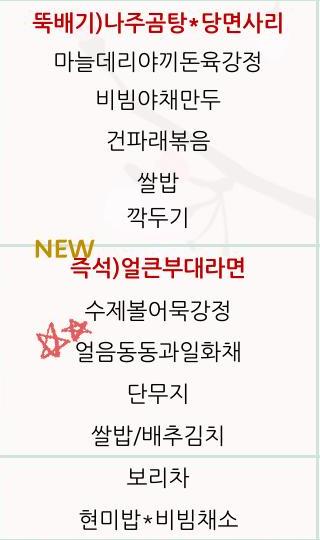 뚝배기)나주곰탕*당면사리
마늘데리야끼돈육강정
비빔야채만두
건파래볶음
쌀밥
깍두기
NEW
즉석)얼큰부대라면
수제볼어묵강정
얼음동동과일화채
단무지
쌀밥/배추김치
보리차
현미밥*비빔채소